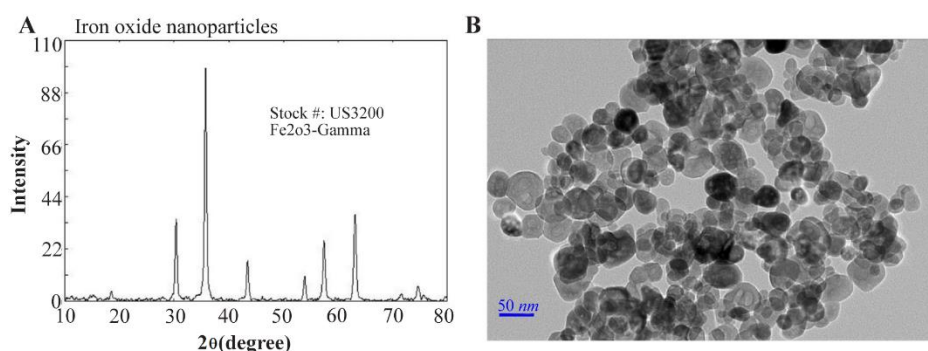 A
Iron oxide nanoparticles
110
88
66
44
22
0
Intensity
Stock #: US3200
Fe2o3-Gamma
10 20 30 40 50 60 70 80
2θ(degree)
B
50 nm